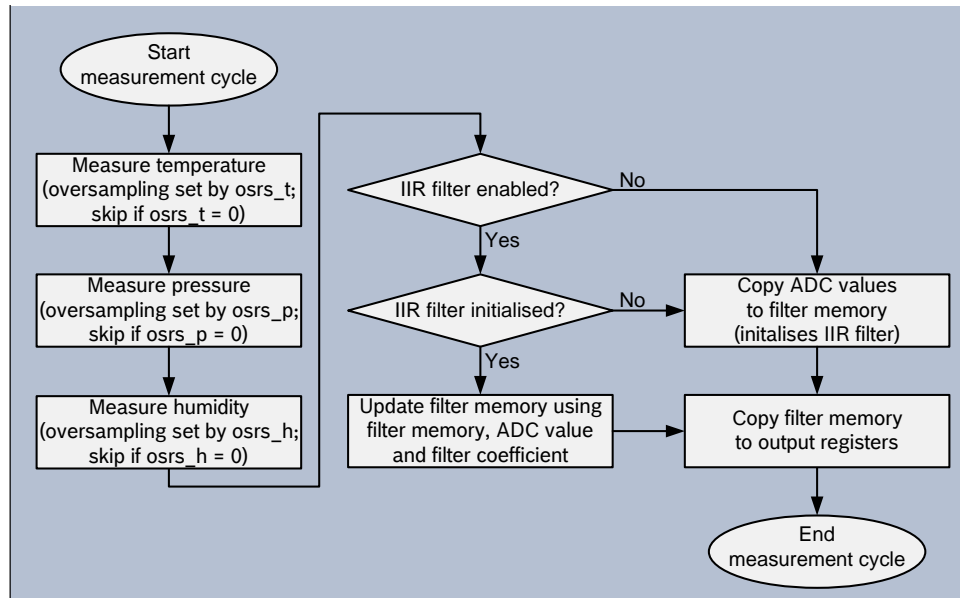 Start
measurement cycle
Measure temperature
(oversampling set by osrs_t;
skip if osrs_t = 0)
Measure pressure
(oversampling set by osrs_p;
skip if osrs_p = 0)
Measure humidity
(oversampling set by osrs_h;
skip if osrs_h = 0)
IIR filter enabled?
No
Yes
IIR filter initialised?
No
Yes
Update filter memory using
filter memory, ADC value
and filter coefficient
Copy ADC values
to filter memory
(initalises IIR filter)
Copy filter memory
to output registers
End
measurement cycle